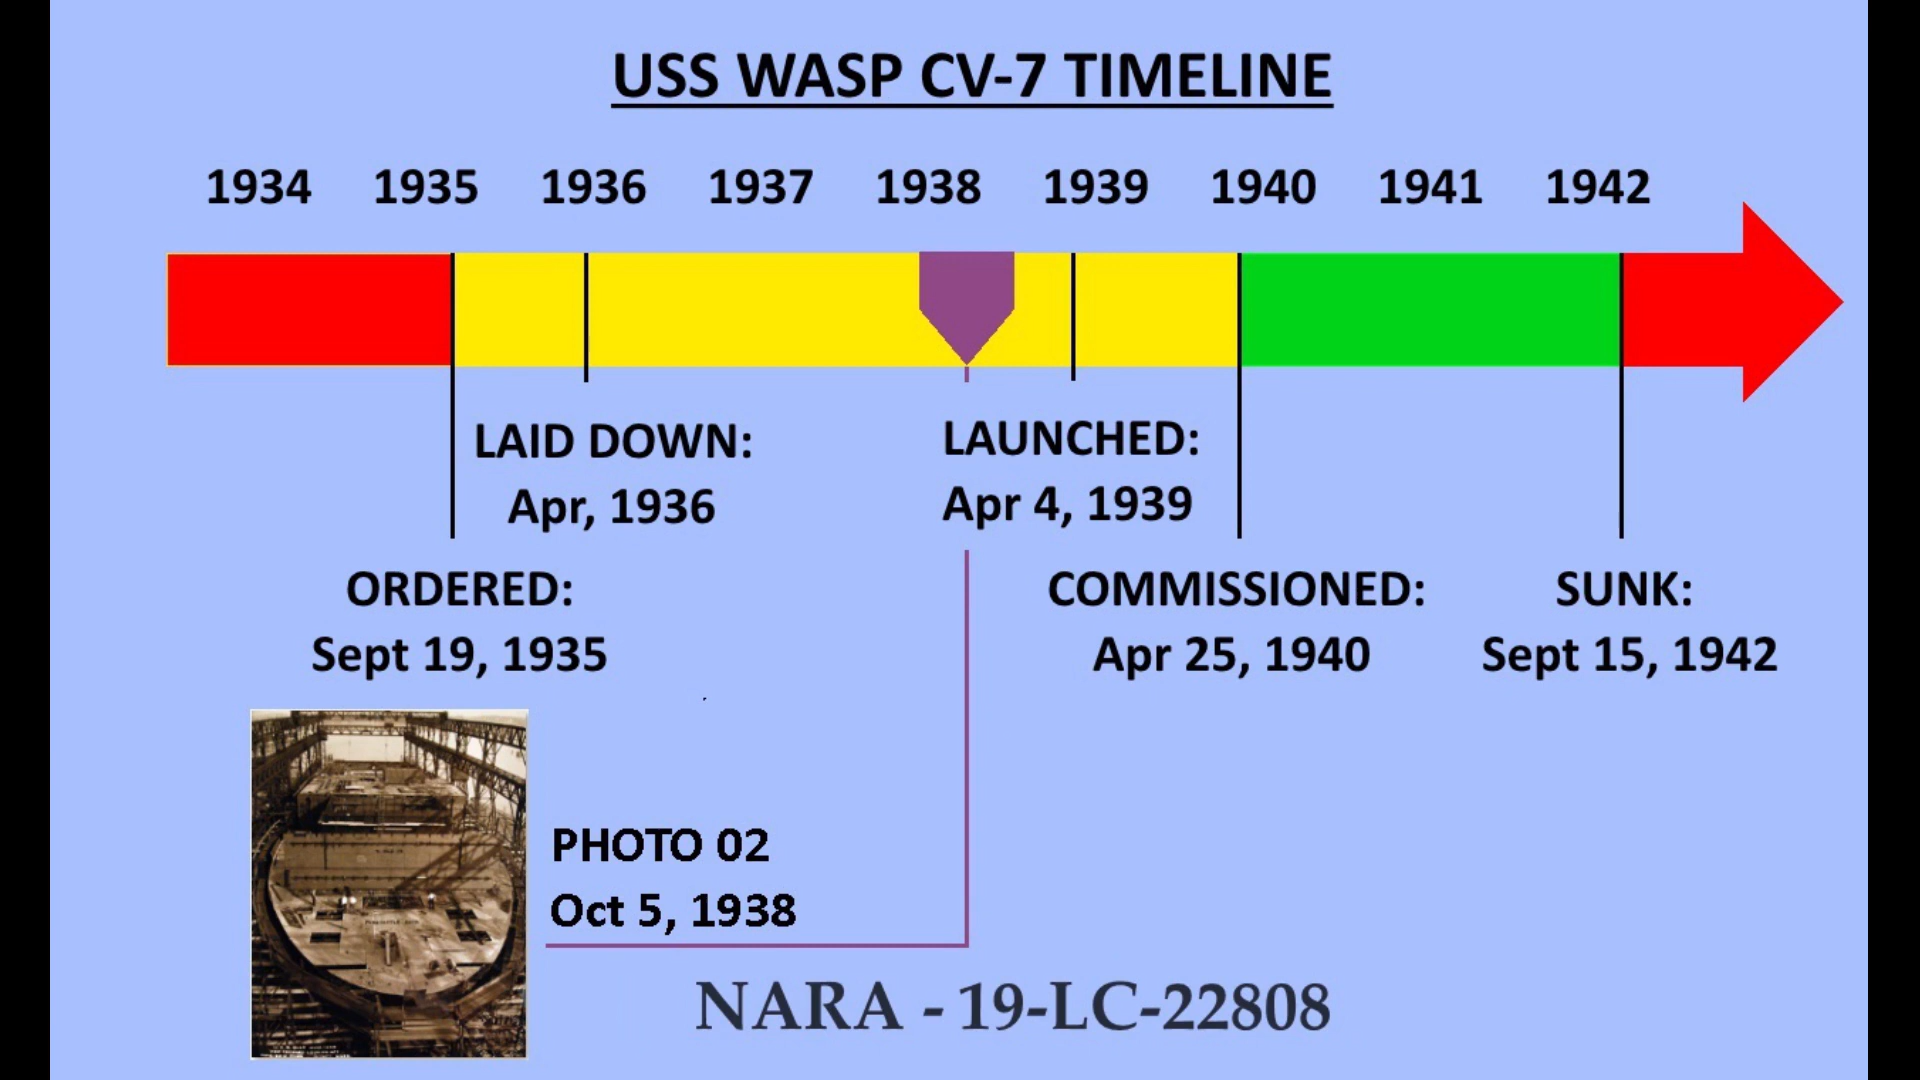 USS WASP CV-7 TIMELINE
1934 1935 1936 1937 1938 1939 1940 1941 1942
LAID DOWN:
Apr, 1936
LAUNCHED:
Apr 4, 1939
ORDERED:
Sept 19, 1935
COMMISSIONED:
Apr 25, 1940
SUNK:
Sept 15, 1942
PHOTO 02
Oct 5, 1938
NARA - 19-LC-22808